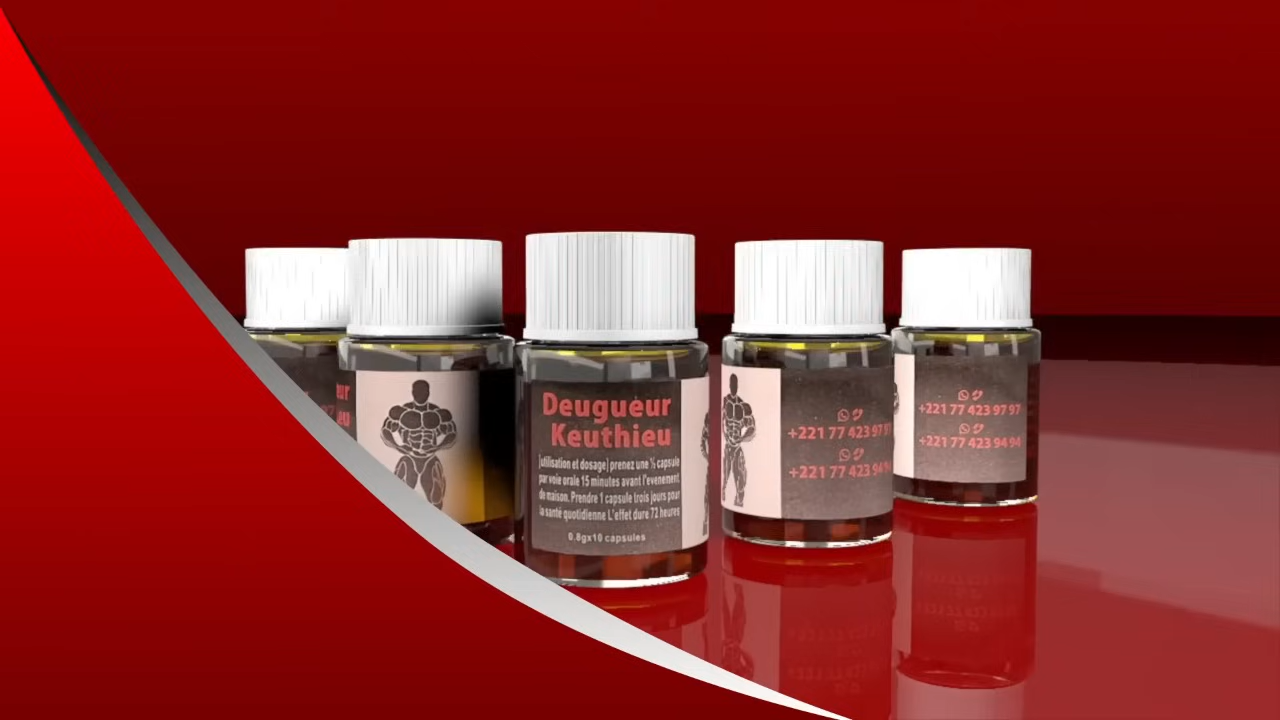 eur
eu
Deugueur
Keuthieu
[utilisation et dosage] prenez une ½ capsule
par voie orale 15 minutes avant l'evenement
de maison. Prendre 1 capsule trois jours pour
la santé quotidienne L'effet dure 72 heures
0.8gx10 capsules
+221 77 423 97 97
+221 77 423 94 94
+221 77 423 97 97
+221 77 423 94 94